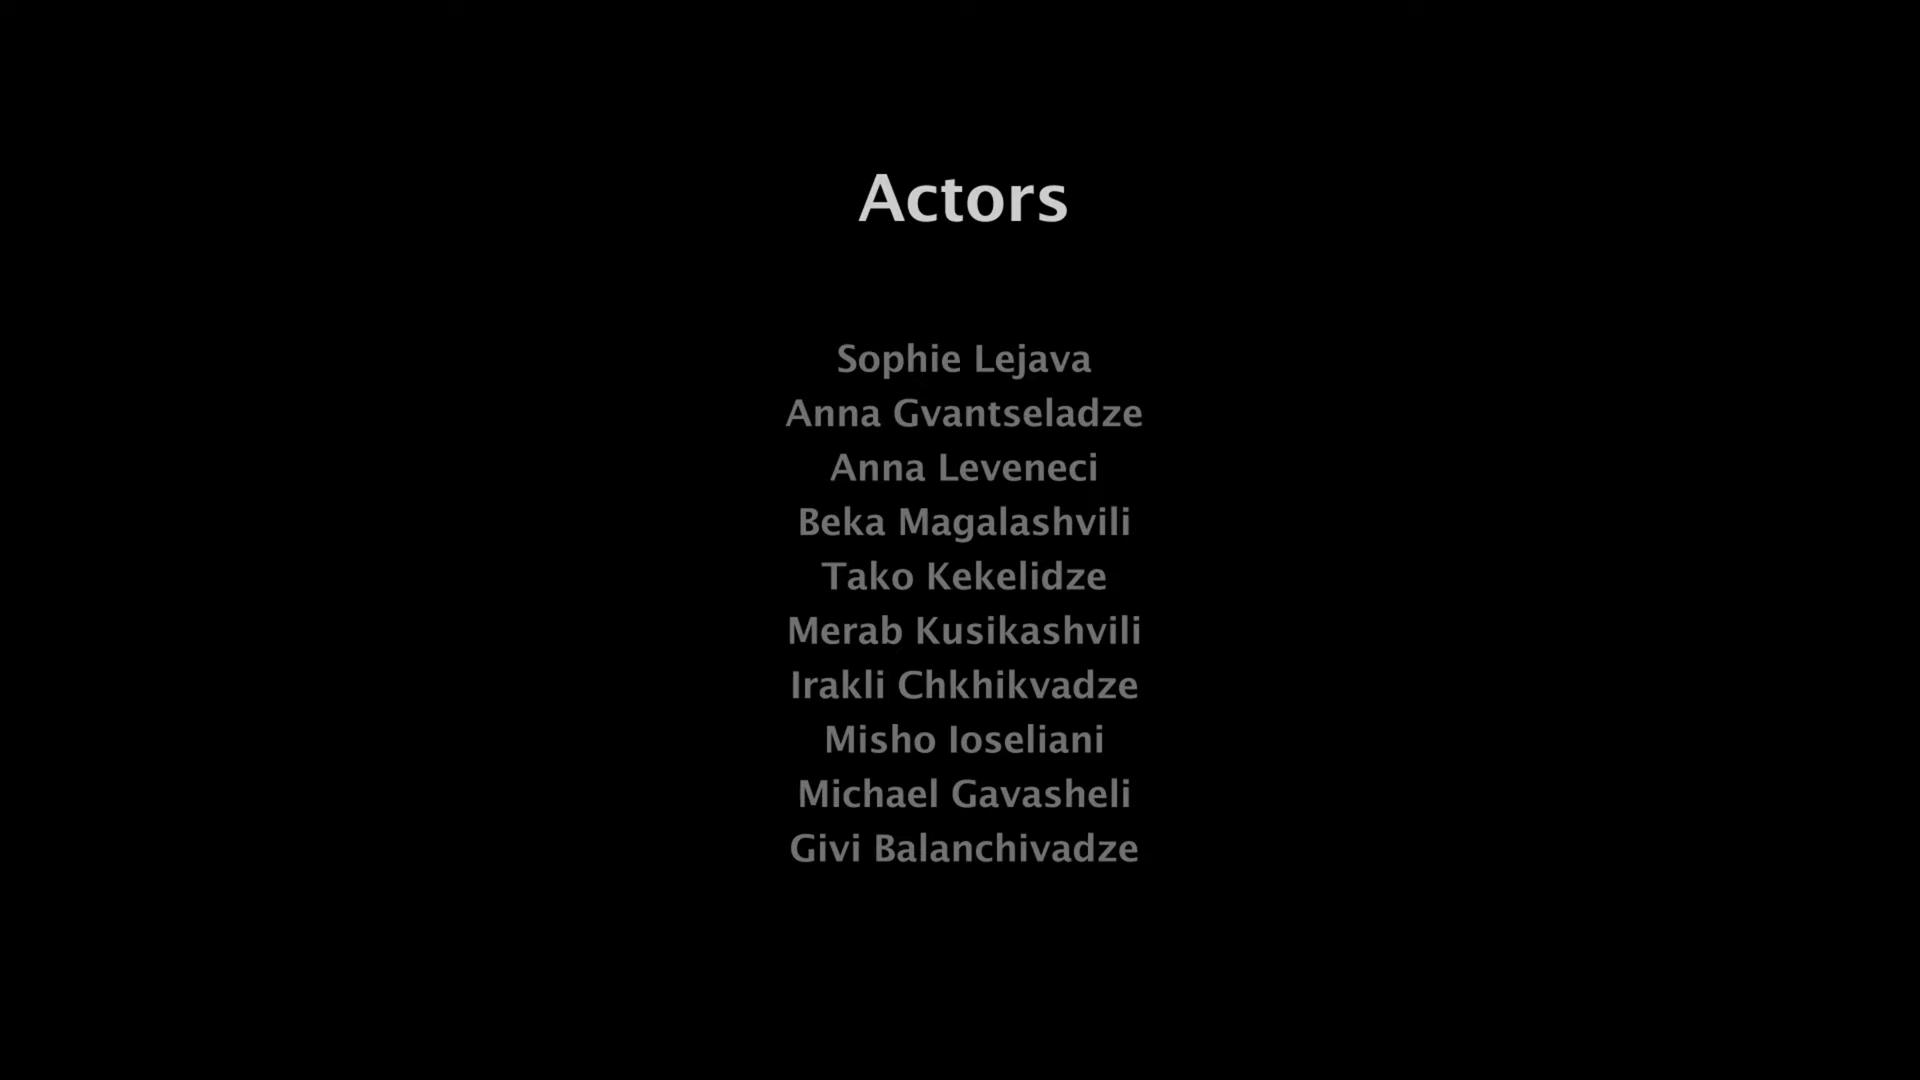 Actors
Sophie Lejava
Anna Gvantseladze
Anna Leveneci
Beka Magalashvili
Tako Kekelidze
Merab Kusikashvili
Irakli Chkhikvadze
Misho Ioseliani
Michael Gavasheli
Givi Balanchivadze